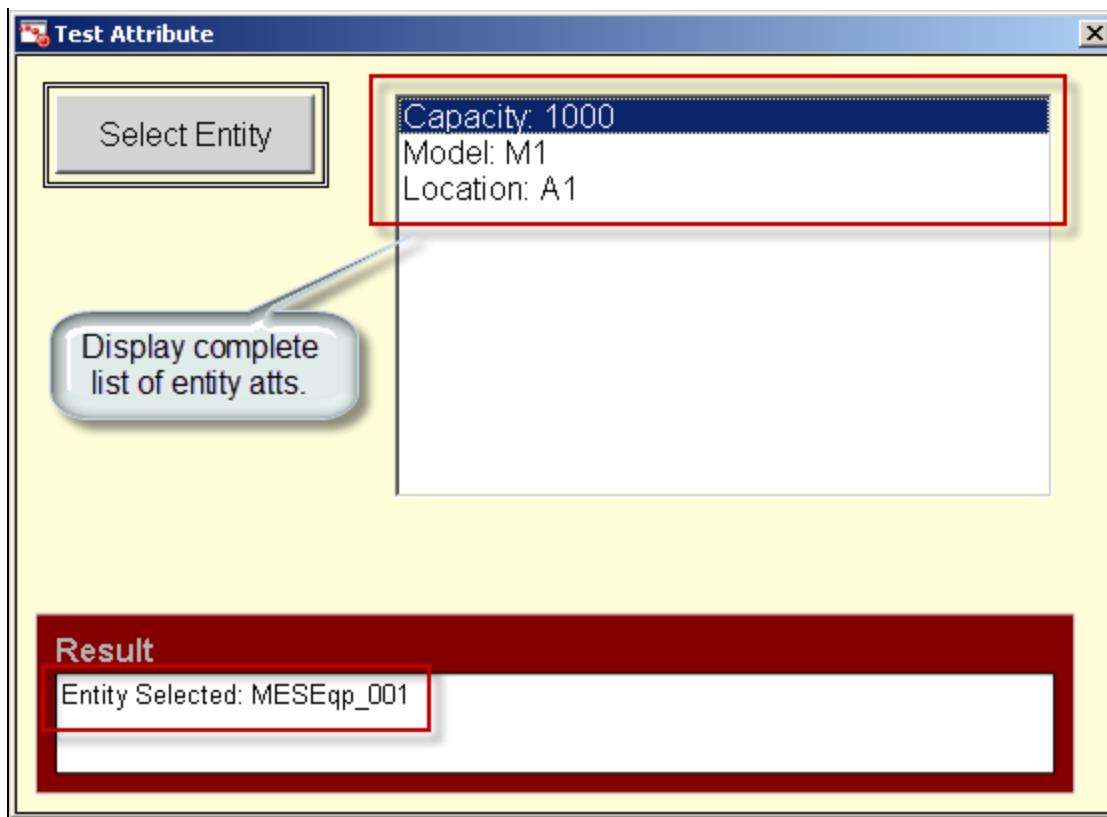 Test Attribute
Select Entity
Capacity: 1000
Model: M1
Location: A1
Display complete
list of entity atts.
Result
Entity Selected: MESEqp_001